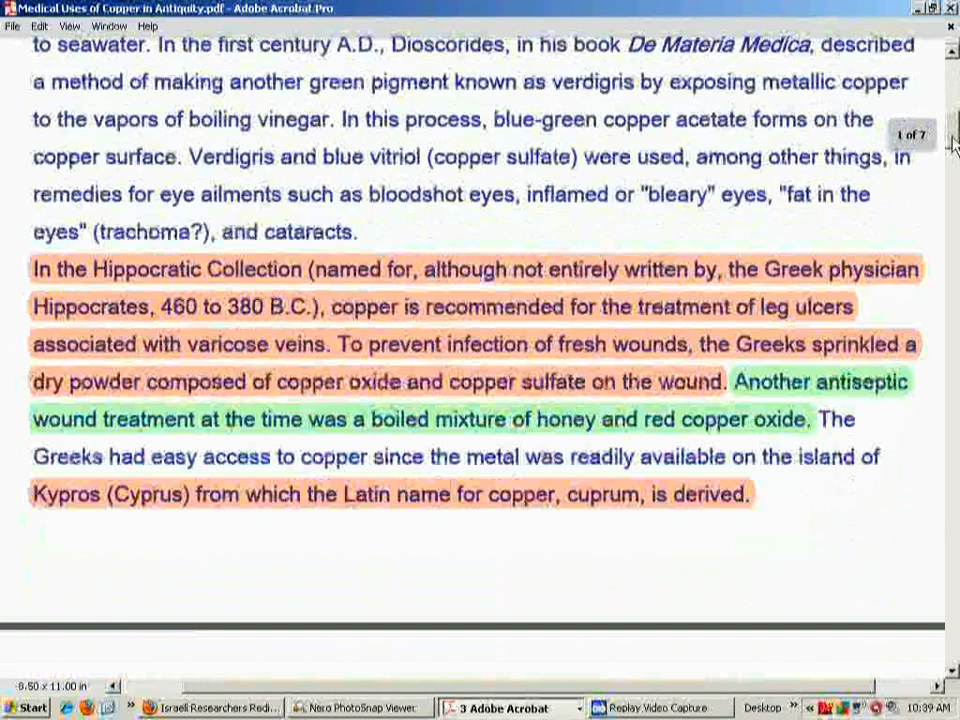 Medical Uses of Copper in Antiquity.pdf - Adobe Acrobat Pro
File Edit View Window Help
to seawater. In the first century A.D., Dioscorides, in his book De Materia Medica, described
a method of making another green pigment known as verdigris by exposing metallic copper
to the vapors of boiling vinegar. In this process, blue-green copper acetate forms on the
1 of 7
copper surface. Verdigris and blue vitriol (copper sulfate) were used, among other things, in
remedies for eye ailments such as bloodshot eyes, inflamed or "bleary" eyes, "fat in the
eyes" (trachoma?), and cataracts.
In the Hippocratic Collection (named for, although not entirely written by, the Greek physician
Hippocrates, 460 to 380 B.C.), copper is recommended for the treatment of leg ulcers
associated with varicose veins. To prevent infection of fresh wounds, the Greeks sprinkled a
dry powder composed of copper oxide and copper sulfate on the wound. Another antiseptic
wound treatment at the time was a boiled mixture of honey and red copper oxide. The
Greeks had easy access to copper since the metal was readily available on the island of
Kypros (Cyprus) from which the Latin name for copper, cuprum, is derived.
8.50 x 11.00 in
Start » Israeli Researchers Redi... Nero PhotoSnap Viewer 3 Adobe Acrobat Replay Video Capture Desktop » « 10:39 AM